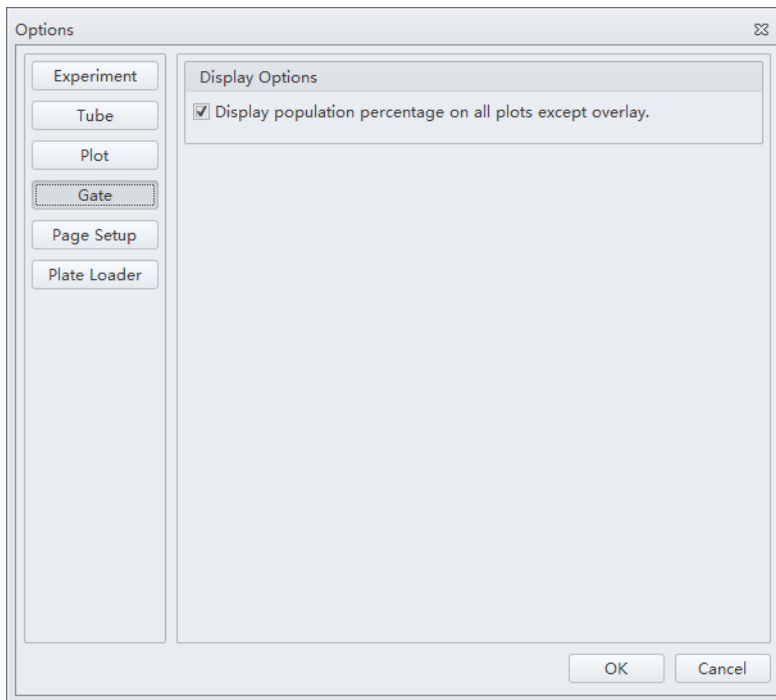 Options
Experiment
Tube
Plot
Gate
Page Setup
Plate Loader
Display Options
Display population percentage on all plots except overlay.
OK
Cancel